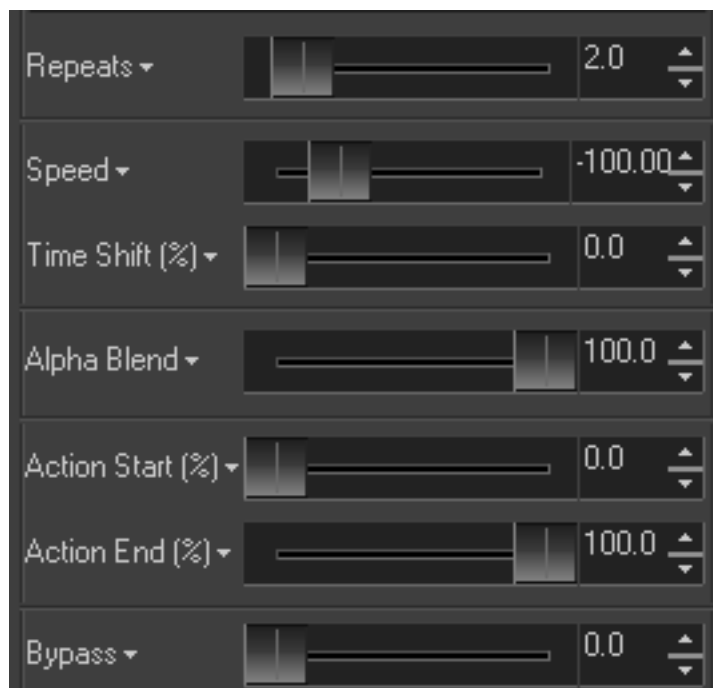 Repeats 2.0
Speed -100.00
Time Shift (%) 0.0
Alpha Blend 100.0
Action Start (%) 0.0
Action End (%) 100.0
Bypass 0.0